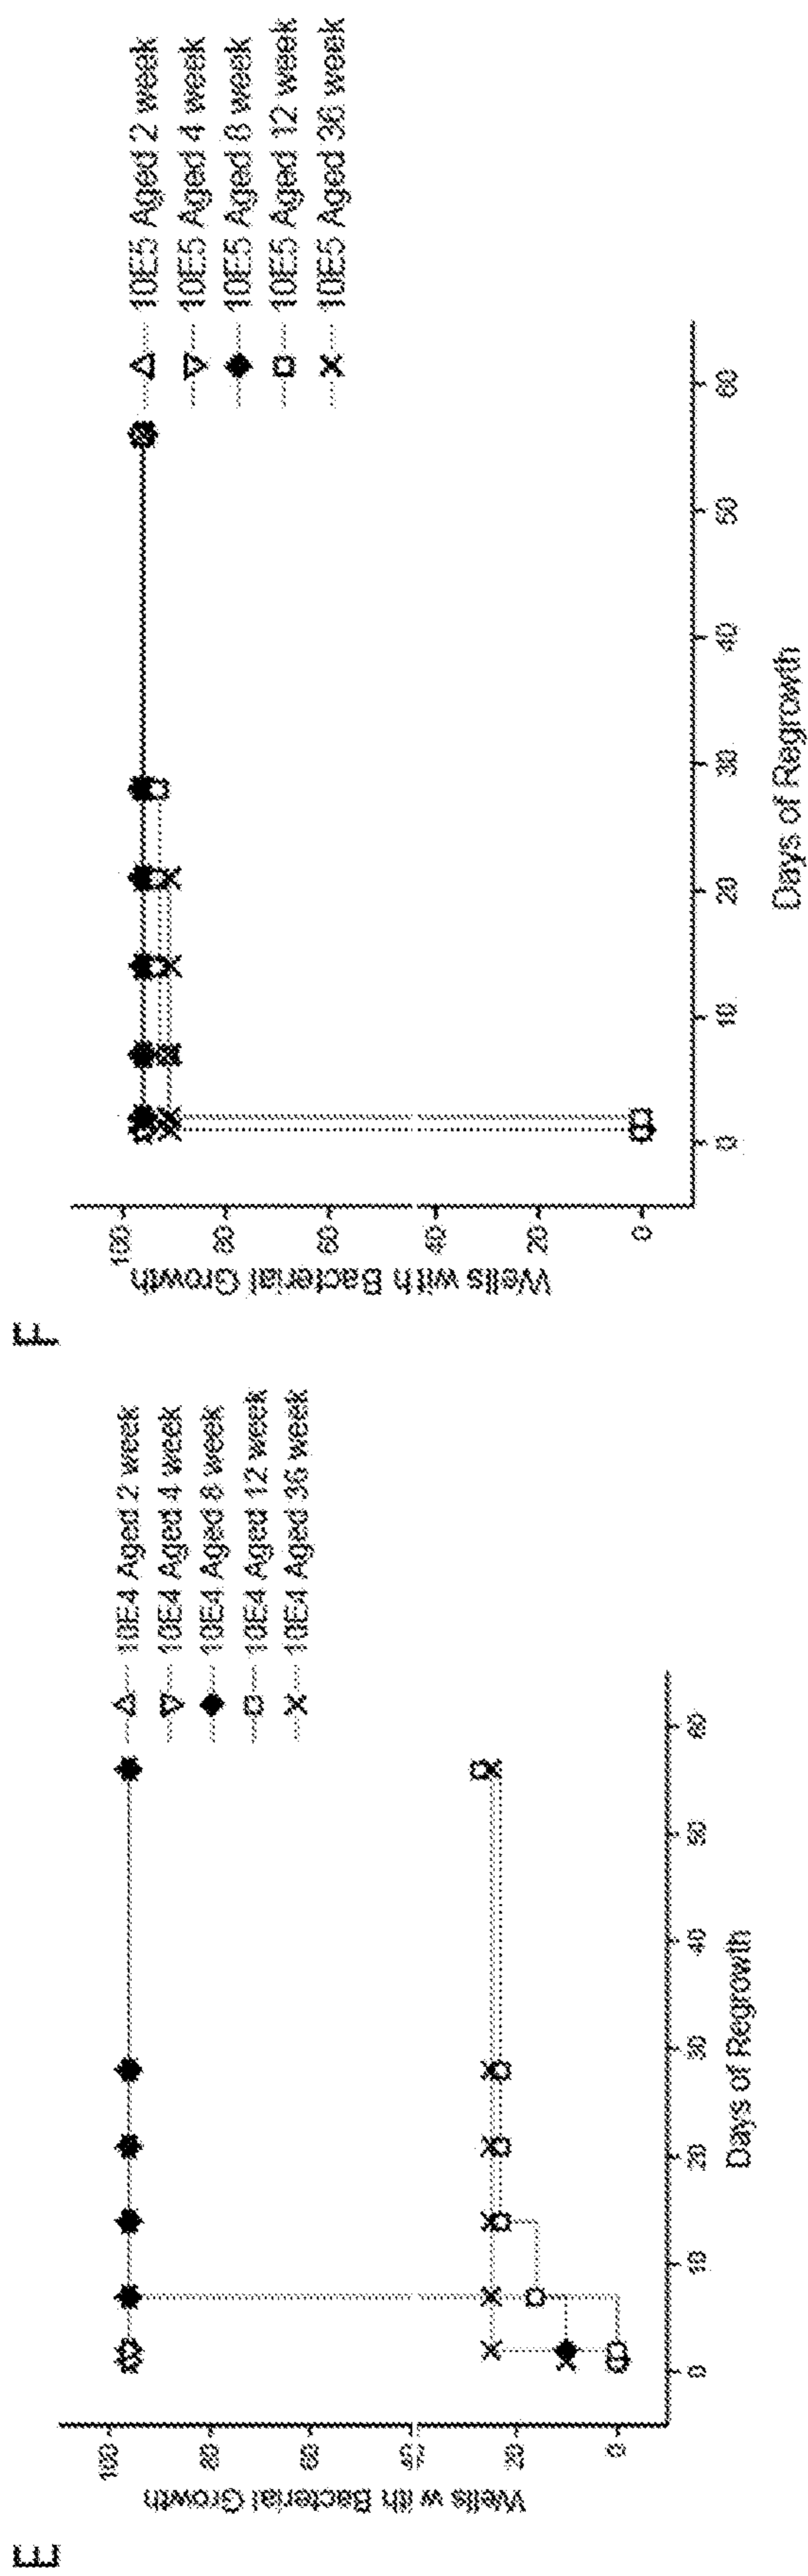 E
Wells with Bacterial Growth
100
80
60
40
20
0
0
10
20
30
40
50
60
Days of Regrowth
10E4 Aged 2 week
10E4 Aged 4 week
10E4 Aged 8 week
10E4 Aged 12 week
10E4 Aged 36 week
F
Wells with Bacterial Growth
100
80
60
40
20
0
0
10
20
30
40
50
60
Days of Regrowth
10E5 Aged 2 week
10E5 Aged 4 week
10E5 Aged 8 week
10E5 Aged 12 week
10E5 Aged 36 week